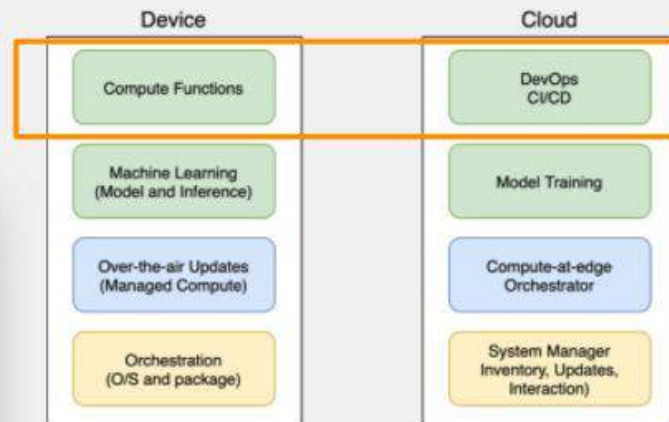 Device
Cloud
Compute Functions
DevOps
CI/CD
Machine Learning
(Model and Inference)
Model Training
Over-the-air Updates
(Managed Compute)
Compute-at-edge
Orchestrator
Orchestration
(O/S and package)
System Manager
Inventory, Updates,
Interaction)